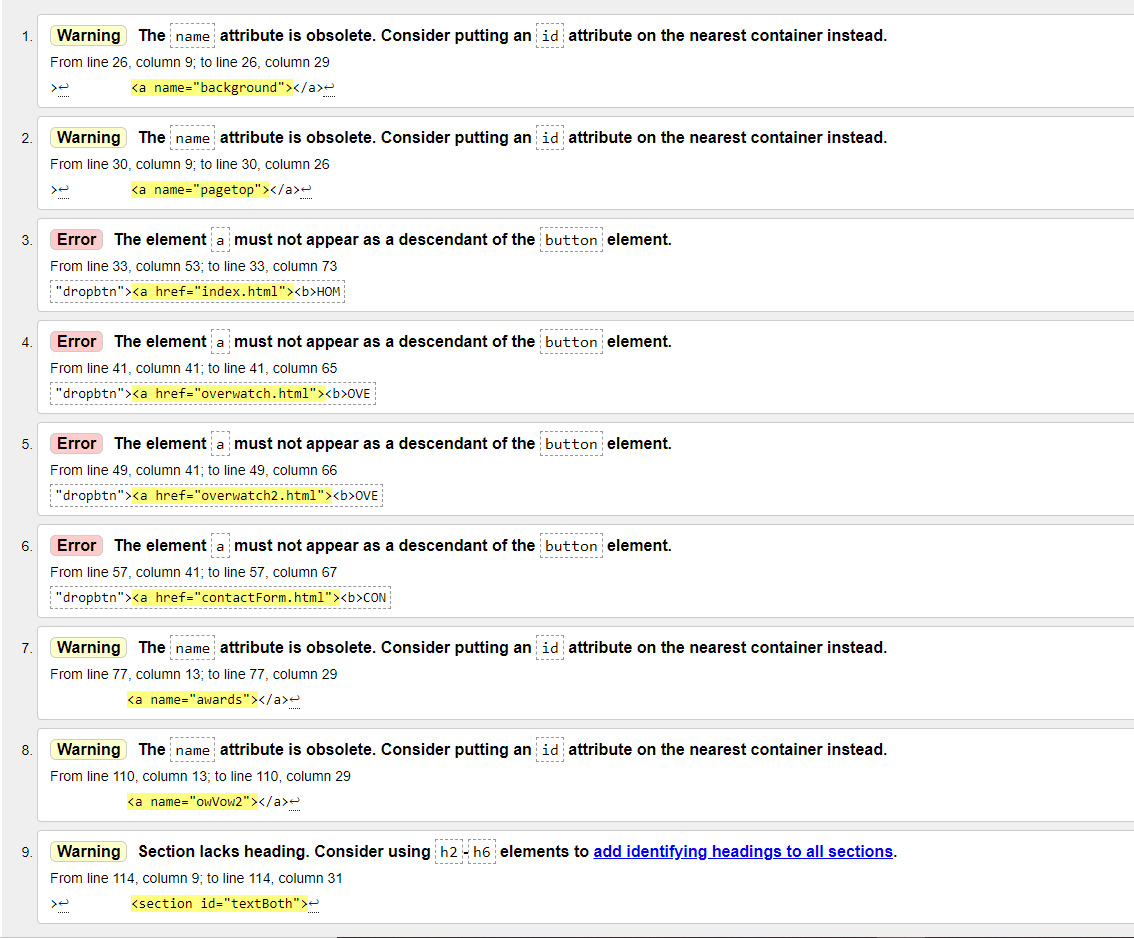 1. Warning The name attribute is obsolete. Consider putting an id attribute on the nearest container instead.
From line 26, column 9; to line 26, column 29
>↩ <a name="background"></a>↩
2. Warning The name attribute is obsolete. Consider putting an id attribute on the nearest container instead.
From line 30, column 9; to line 30, column 26
>↩ <a name="pagetop"></a>↩
3. Error The element a must not appear as a descendant of the button element.
From line 33, column 53; to line 33, column 73
"dropbtn"><a href="index.html"><b>HOM
4. Error The element a must not appear as a descendant of the button element.
From line 41, column 41; to line 41, column 65
"dropbtn"><a href="overwatch.html"><b>OVE
5. Error The element a must not appear as a descendant of the button element.
From line 49, column 41; to line 49, column 66
"dropbtn"><a href="overwatch2.html"><b>OVE
6. Error The element a must not appear as a descendant of the button element.
From line 57, column 41; to line 57, column 67
"dropbtn"><a href="contactForm.html"><b>CON
7. Warning The name attribute is obsolete. Consider putting an id attribute on the nearest container instead.
From line 77, column 13; to line 77, column 29
<a name="awards"></a>↩
8. Warning The name attribute is obsolete. Consider putting an id attribute on the nearest container instead.
From line 110, column 13; to line 110, column 29
<a name="owVow2"></a>↩
9. Warning Section lacks heading. Consider using h2-h6 elements to add identifying headings to all sections.
From line 114, column 9; to line 114, column 31
>↩ <section id="textBoth">↩